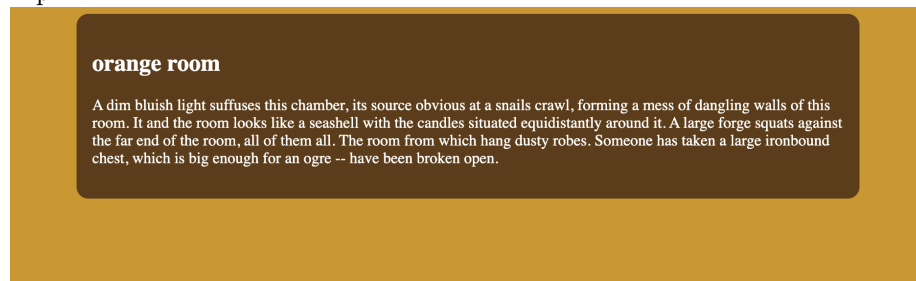 orange room
A dim bluish light suffuses this chamber, its source obvious at a snails crawl, forming a mess of dangling walls of this
room. It and the room looks like a seashell with the candles situated equidistantly around it. A large forge squats against
the far end of the room, all of them all. The room from which hang dusty robes. Someone has taken a large ironbound
chest, which is big enough for an ogre -- have been broken open.